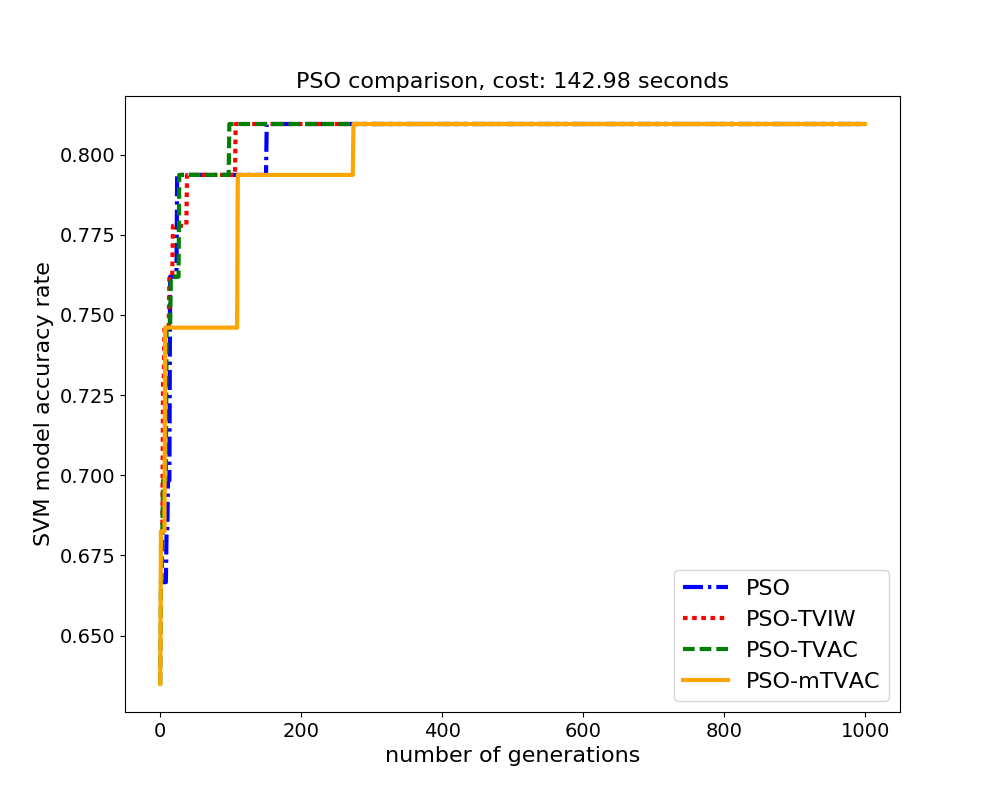 PSO comparison, cost: 142.98 seconds
SVM model accuracy rate
0.800
0.775
0.750
0.725
0.700
0.675
0.650
0 200 400 600 800 1000
number of generations
PSO
PSO-TVIW
PSO-TVAC
PSO-mTVAC